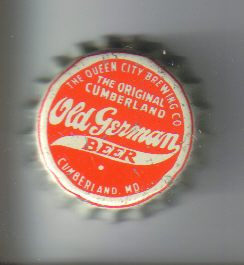 THE QUEEN CITY BREWING CO
THE ORIGINAL
CUMBERLAND
Old German
BEER
CUMBERLAND, MD.